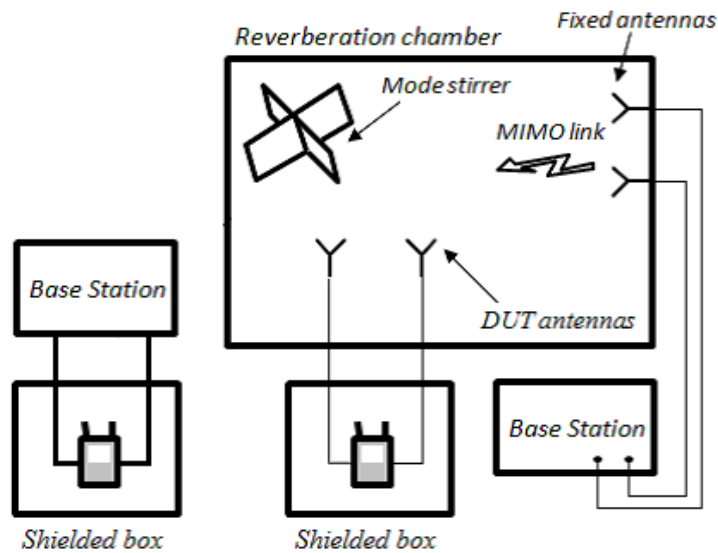 Fixed antennas
Reverberation chamber
Mode stirrer
MIMO link
Base Station
DUT antennas
Base Station
Shielded box
Shielded box